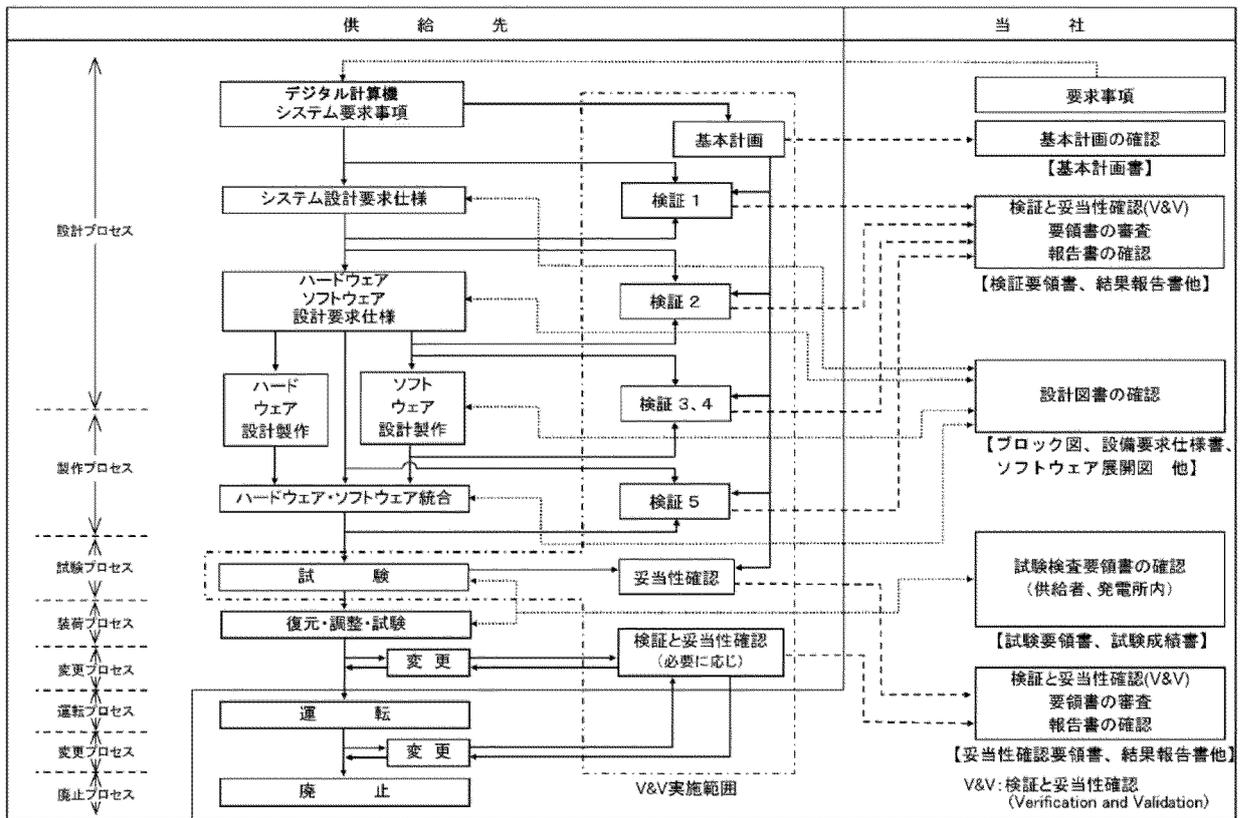 供 給 先
当 社
設計プロセス
製作プロセス
試験プロセス
装荷プロセス
変更プロセス
運転プロセス
変更プロセス
廃止プロセス
デジタル計算機
システム要求事項
システム設計要求仕様
ハードウェア
ソフトウェア
設計要求仕様
ハード
ウェア
設計製作
ソフト
ウェア
設計製作
ハードウェア・ソフトウェア統合
試 験
復元・調整・試験
変 更
運 転
変 更
廃 止
基本計画
検証 1
検証 2
検証 3、4
検証 5
妥当性確認
検証と妥当性確認
(必要に応じ)
V&V実施範囲
要求事項
基本計画の確認
【基本計画書】
検証と妥当性確認(V&V)
要領書の審査
報告書の確認
【検証要領書、結果報告書他】
設計図書の確認
【ブロック図、設備要求仕様書、
ソフトウェア展開図 他】
試験検査要領書の確認
(供給者、発電所内)
【試験要領書、試験成績書】
検証と妥当性確認(V&V)
要領書の審査
報告書の確認
【妥当性確認要領書、結果報告書他】
V&V:検証と妥当性確認
(Verification and Validation)